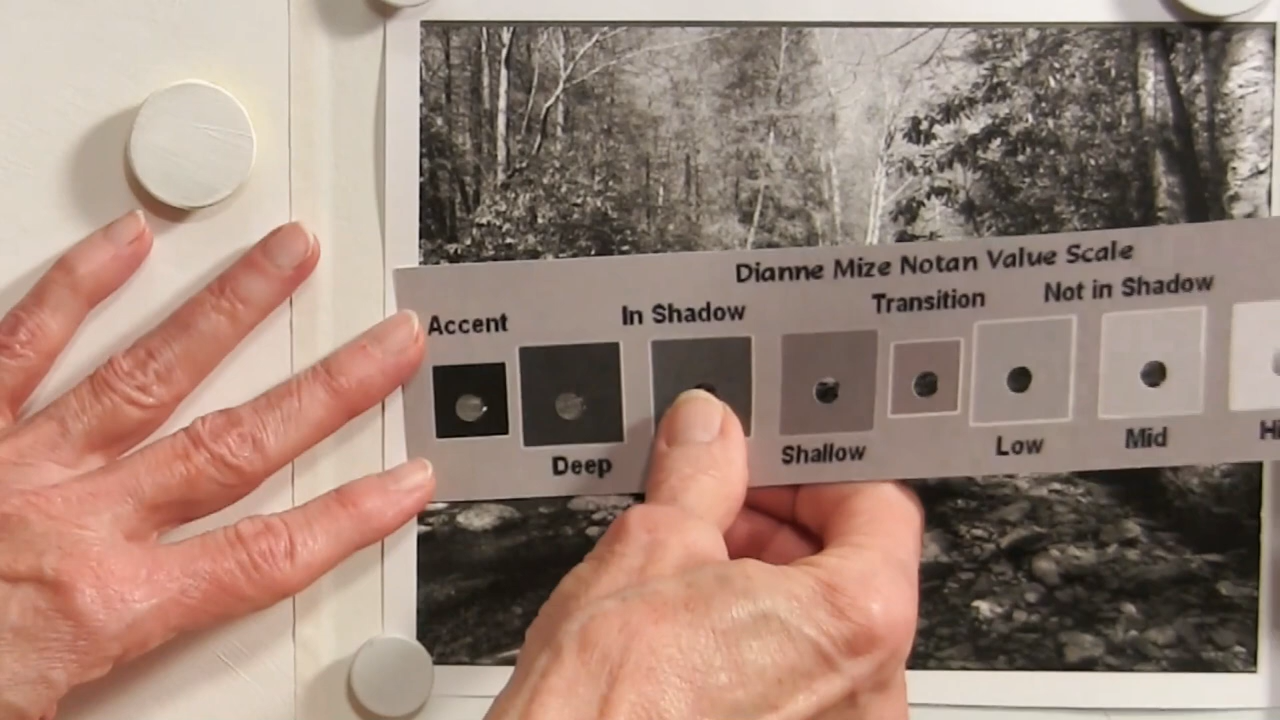 Dianne Mize Notan Value Scale
Accent
In Shadow
Transition
Not in Shadow
Deep
Shallow
Low
Mid